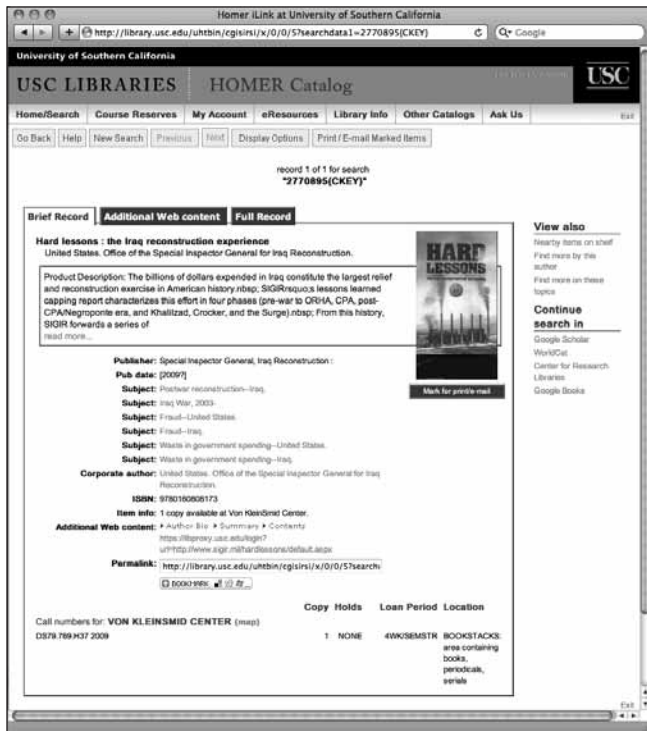 Homer iLink at University of Southern California
http://library.usc.edu/uhtbin/cgisirsi/x/0/0/5?searchdata1=2770895{CKEY}
Google
University of Southern California
USC LIBRARIES HOMER Catalog
USC
Home/Search Course Reserves My Account eResources Library Info Other Catalogs Ask Us Exit
Go Back Help New Search Previous Next Display Options Print/E-mail Marked Items
record 1 of 1 for search
"2770895{CKEY}"
Brief Record Additional Web content Full Record
Hard lessons : the Iraq reconstruction experience
United States. Office of the Special Inspector General for Iraq Reconstruction.
Product Description: The billions of dollars expended in Iraq constitute the largest relief
and reconstruction exercise in American history.nbsp; SIGIRrsquo;s lessons learned
capping report characterizes this effort in four phases (pre-war to ORHA, CPA, post-
CPA/Negroponte era, and Khalilzad, Crocker, and the Surge).nbsp; From this history,
SIGIR forwards a series of
read more...
HARD
LESSONS
Mark for print/e-mail
View also
Nearby items on shelf
Find more by this
author
Find more on these
topics
Continue
search in
Google Scholar
WorldCat
Center for Research
Libraries
Google Books
Publisher: Special Inspector General, Iraq Reconstruction :
Pub date: [2009?]
Subject: Postwar reconstruction--Iraq.
Subject: Iraq War, 2003-
Subject: Fraud--United States.
Subject: Fraud--Iraq.
Subject: Waste in government spending--United States.
Subject: Waste in government spending--Iraq.
Corporate author: United States. Office of the Special Inspector General for Iraq
Reconstruction.
ISBN: 9780160808173
Item info: 1 copy available at Von KleinSmid Center.
Additional Web content: Author Bio Summary Contents
https://libproxy.usc.edu/login?
url=http://www.sigir.mil/hardlessons/default.aspx
Permalink: http://library.usc.edu/uhtbin/cgisirsi/x/0/0/5?search
BOOKMARK
Copy Holds Loan Period Location
Call numbers for: VON KLEINSMID CENTER (map)
DS79.769.H37 2009 1 NONE 4WK/SEMSTR BOOKSTACKS:
area containing
books,
periodicals,
serials
Exit